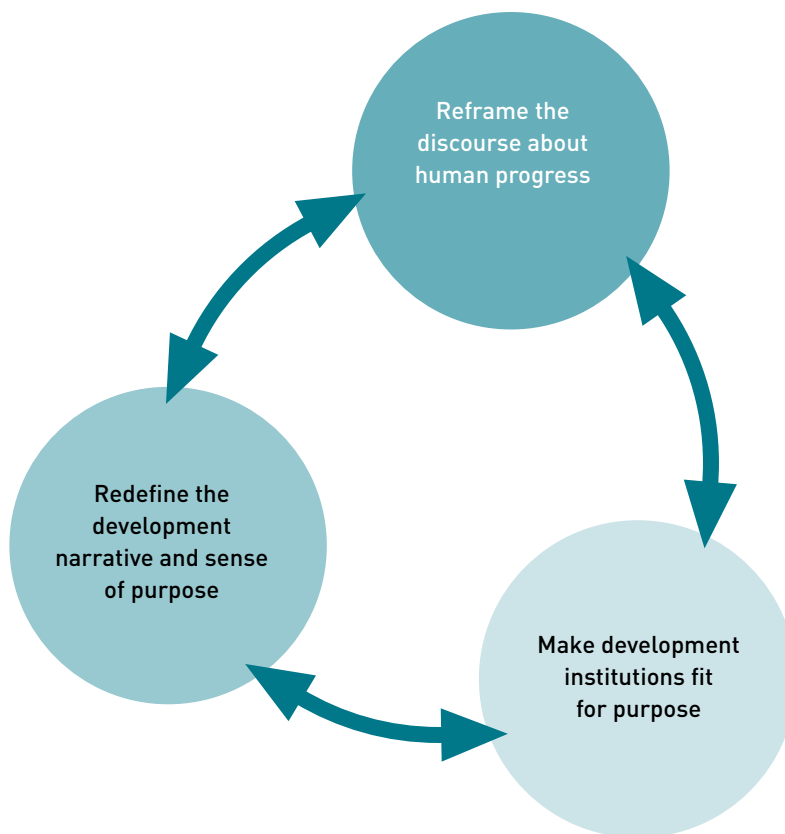 Reframe the
discourse about
human progress
Redefine the
development
narrative and sense
of purpose
Make development
institutions fit
for purpose